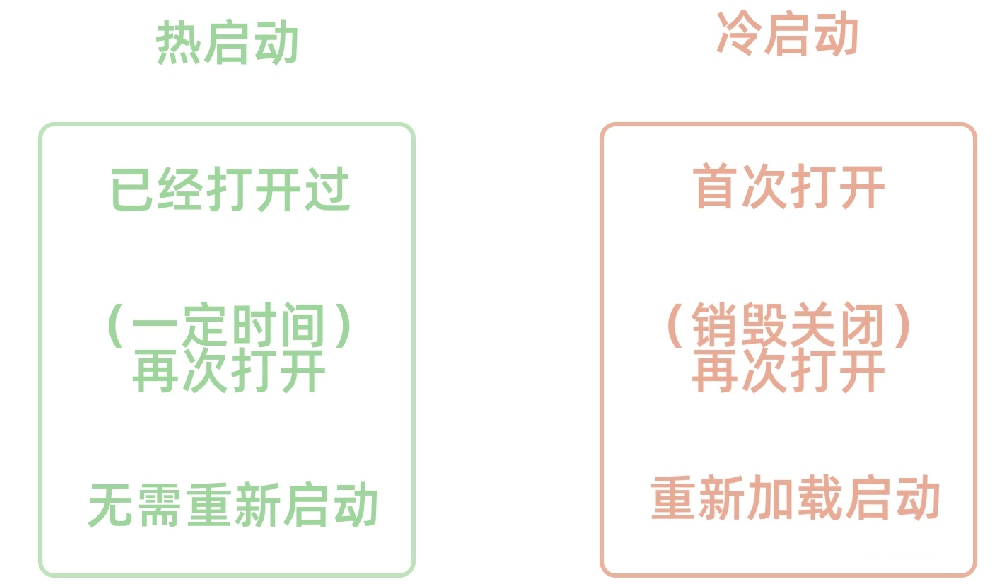 热启动
已经打开过
(一定时间)
再次打开
无需重新启动
冷启动
首次打开
(销毁关闭)
再次打开
重新加载启动